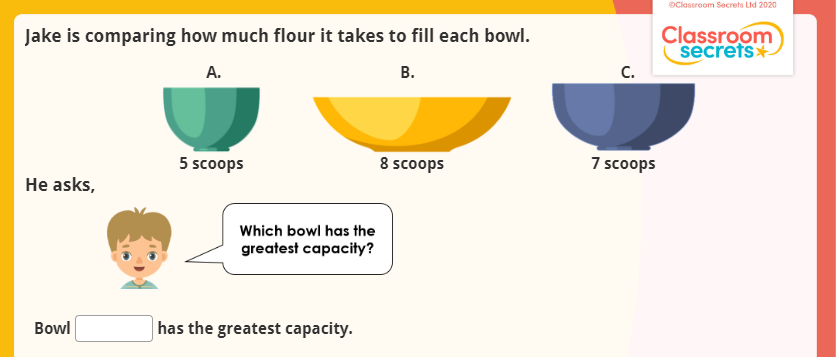 ©Classroom Secrets Ltd 2020
Classroom
secrets
Jake is comparing how much flour it takes to fill each bowl.
A. B. C.
5 scoops 8 scoops 7 scoops
He asks,
Which bowl has the
greatest capacity?
Bowl has the greatest capacity.